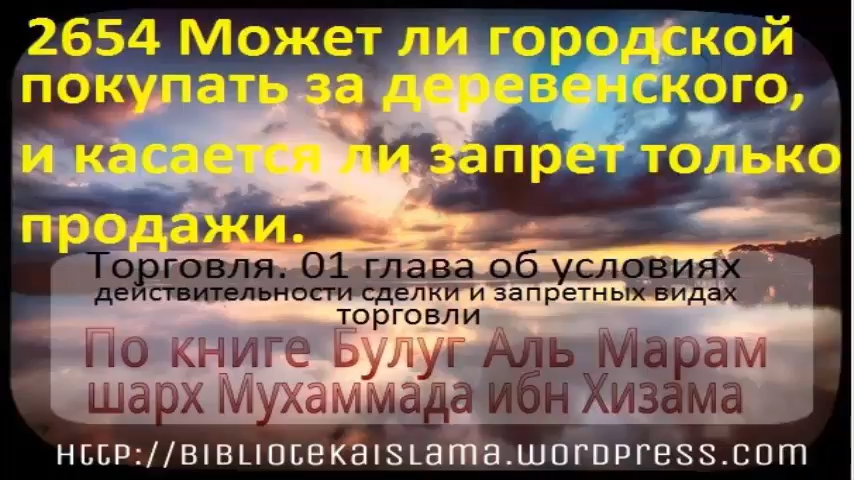 2654 Может ли городской
покупать за деревенского,
и касается ли запрет только
продажи.
Торговля. 01 глава об условиях
действительности сделки и запретных видах
торговли
По книге Булуг Аль Марам
шарх Мухаммада ибн Хизама
HTTP://BIBLIOTEKAISLAMA.WORDPRESS.COM